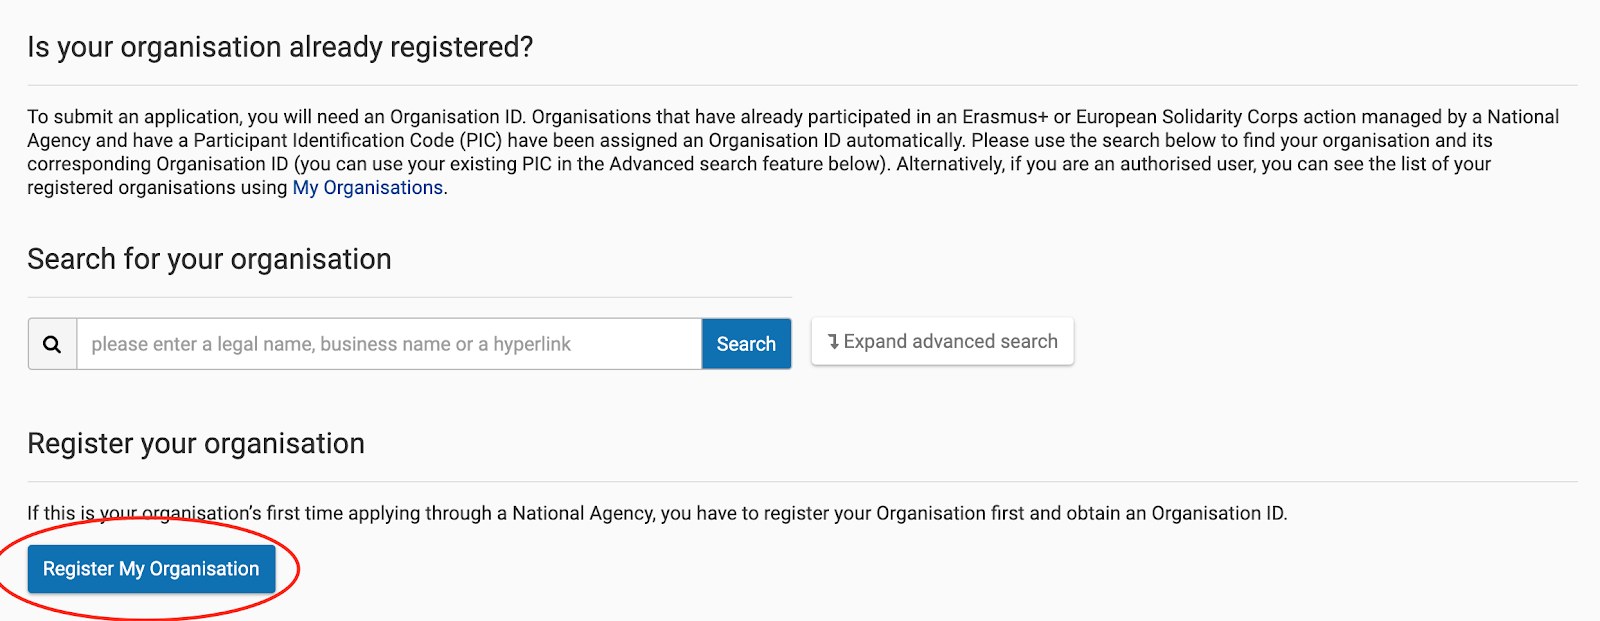 Is your organisation already registered?
To submit an application, you will need an Organisation ID. Organisations that have already participated in an Erasmus+ or European Solidarity Corps action managed by a National
Agency and have a Participant Identification Code (PIC) have been assigned an Organisation ID automatically. Please use the search below to find your organisation and its
corresponding Organisation ID (you can use your existing PIC in the Advanced search feature below). Alternatively, if you are an authorised user, you can see the list of your
registered organisations using My Organisations.
Search for your organisation
please enter a legal name, business name or a hyperlink Search Expand advanced search
Register your organisation
If this is your organisation's first time applying through a National Agency, you have to register your Organisation first and obtain an Organisation ID.
Register My Organisation